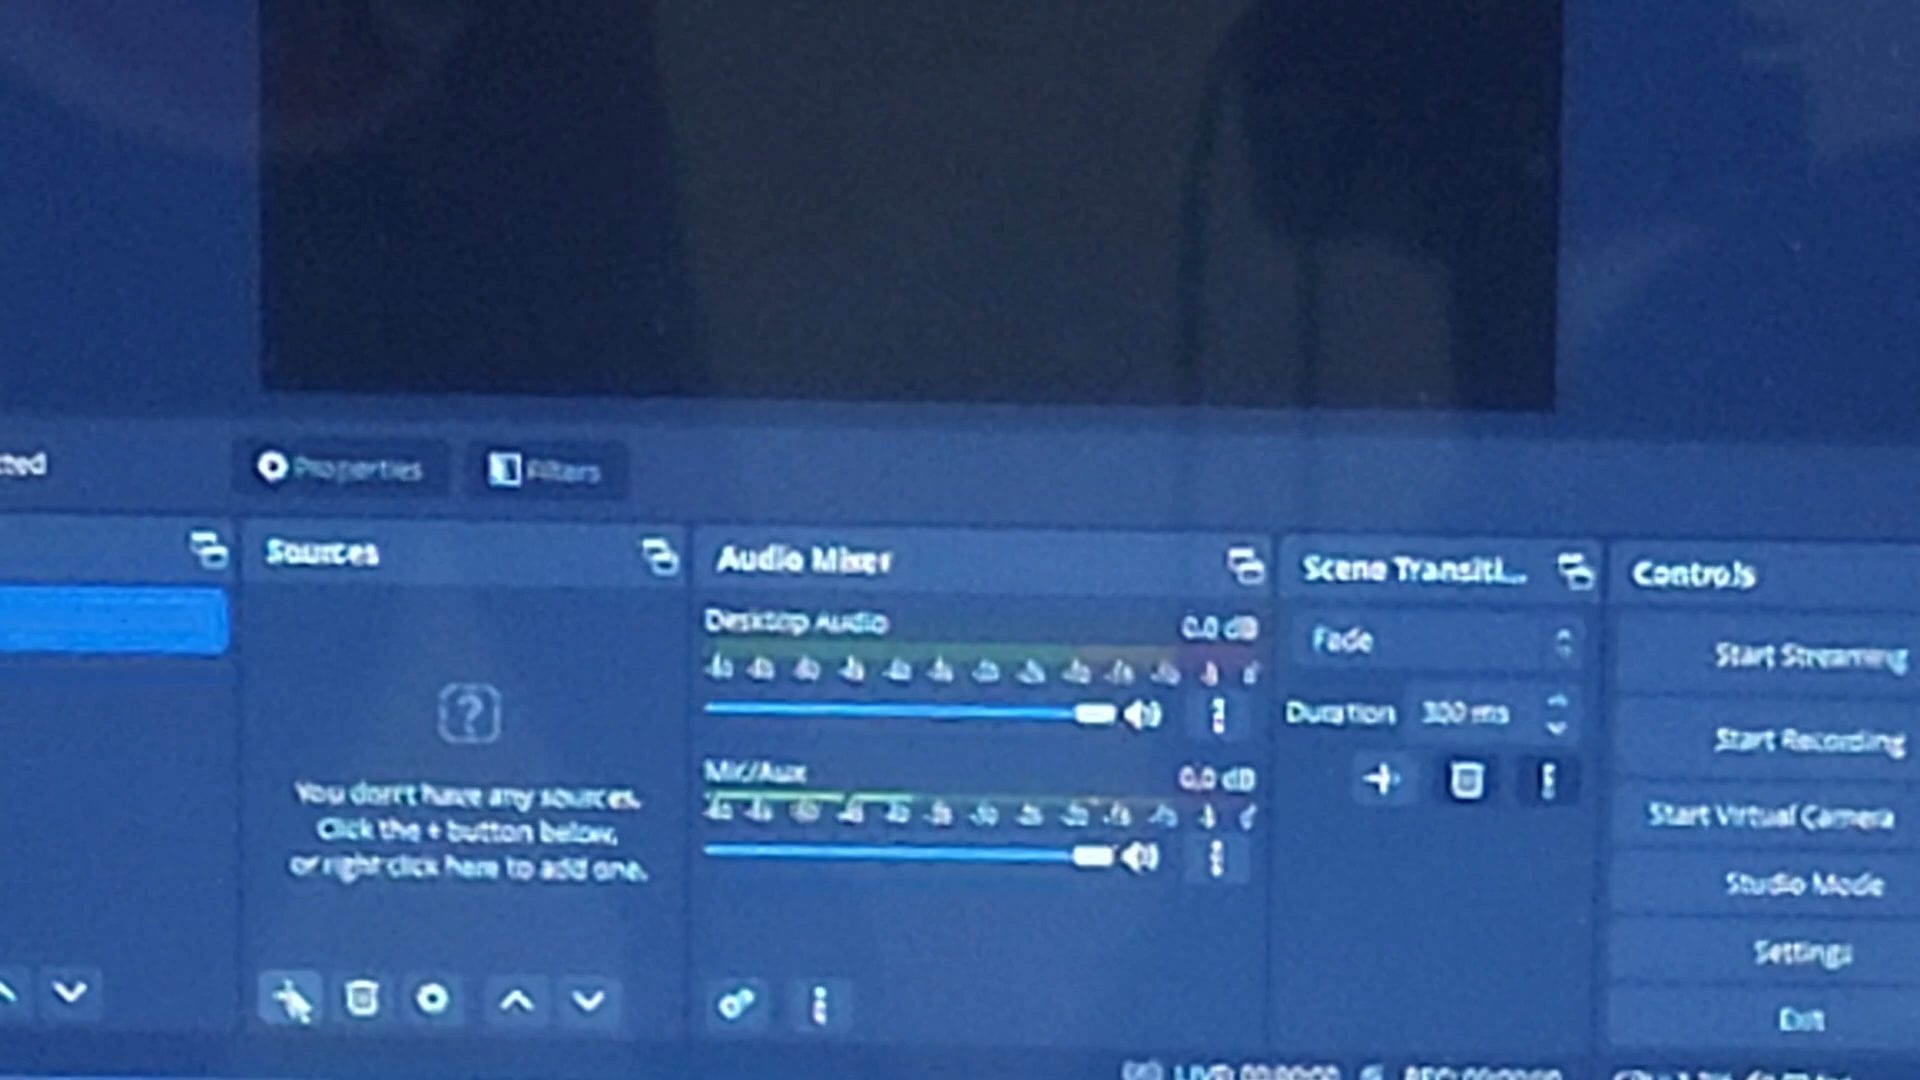 Properties
Filters
Sources
Audio Mixer
Scene Transiti...
Controls
Desktop Audio
0.0 dB
Fade
Start Streaming
Duration
300 ms
Start Recording
Mic/Aux
0.0 dB
You don't have any sources.
Click the + button below,
or right click here to add one.
Start Virtual Camera
Studio Mode
Settings
Exit